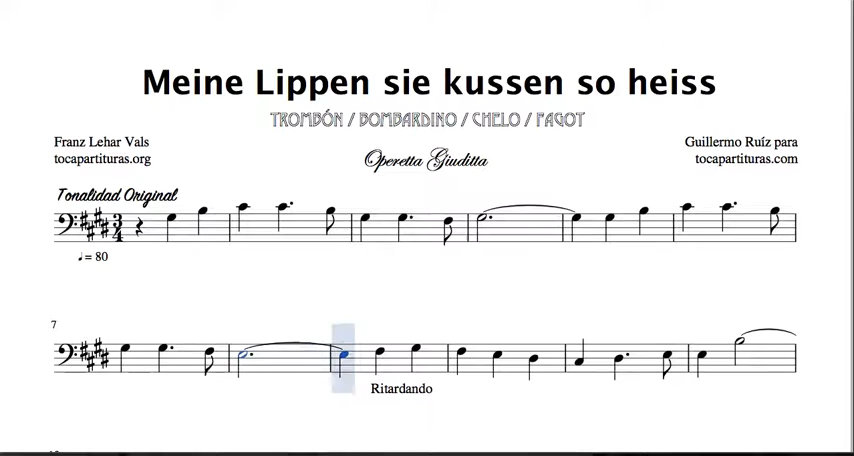 Meine Lippen sie kussen so heiss
TROMBÓN / BOMBARDINO / CHELO / FAGOT
Franz Lehar Vals
Guillermo Ruíz para
tocapartituras.org
Operetta Giuditta
tocapartituras.com
Tonalidad Original
3
4
♩ = 80
7
Ritardando